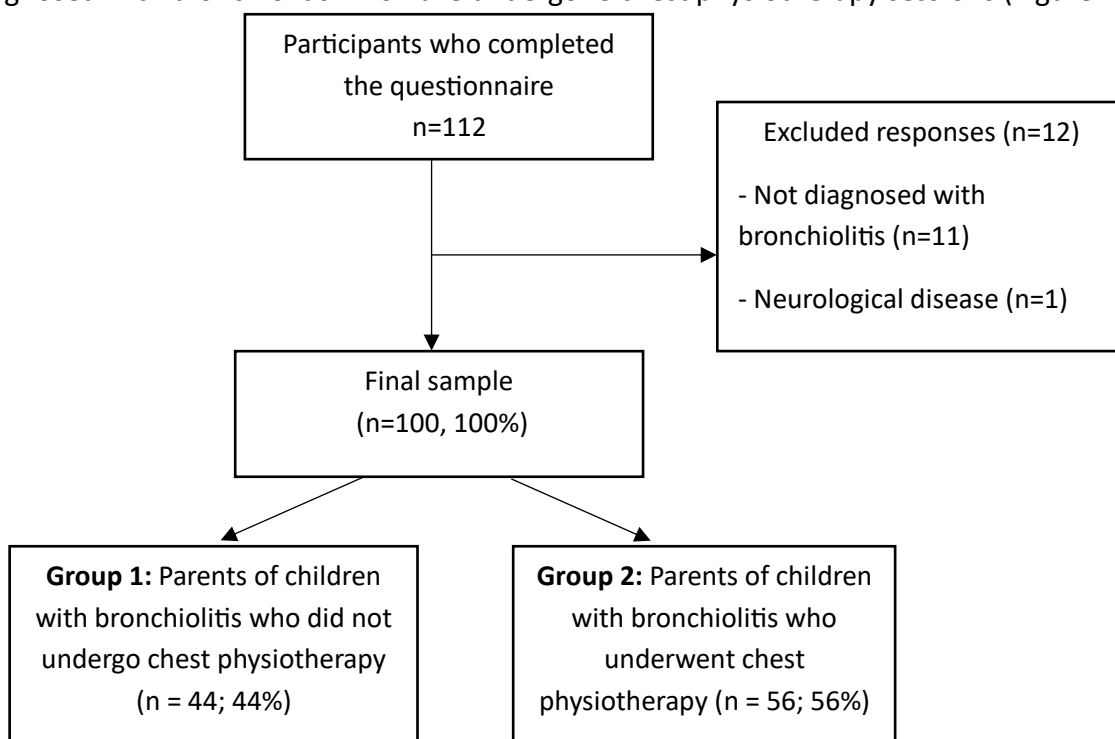 Participants who completed
the questionnaire
n=112
Excluded responses (n=12)
- Not diagnosed with
bronchiolitis (n=11)
- Neurological disease (n=1)
Final sample
(n=100, 100%)
Group 1: Parents of children
with bronchiolitis who did not
undergo chest physiotherapy
(n = 44; 44%)
Group 2: Parents of children
with bronchiolitis who
underwent chest
physiotherapy (n = 56; 56%)